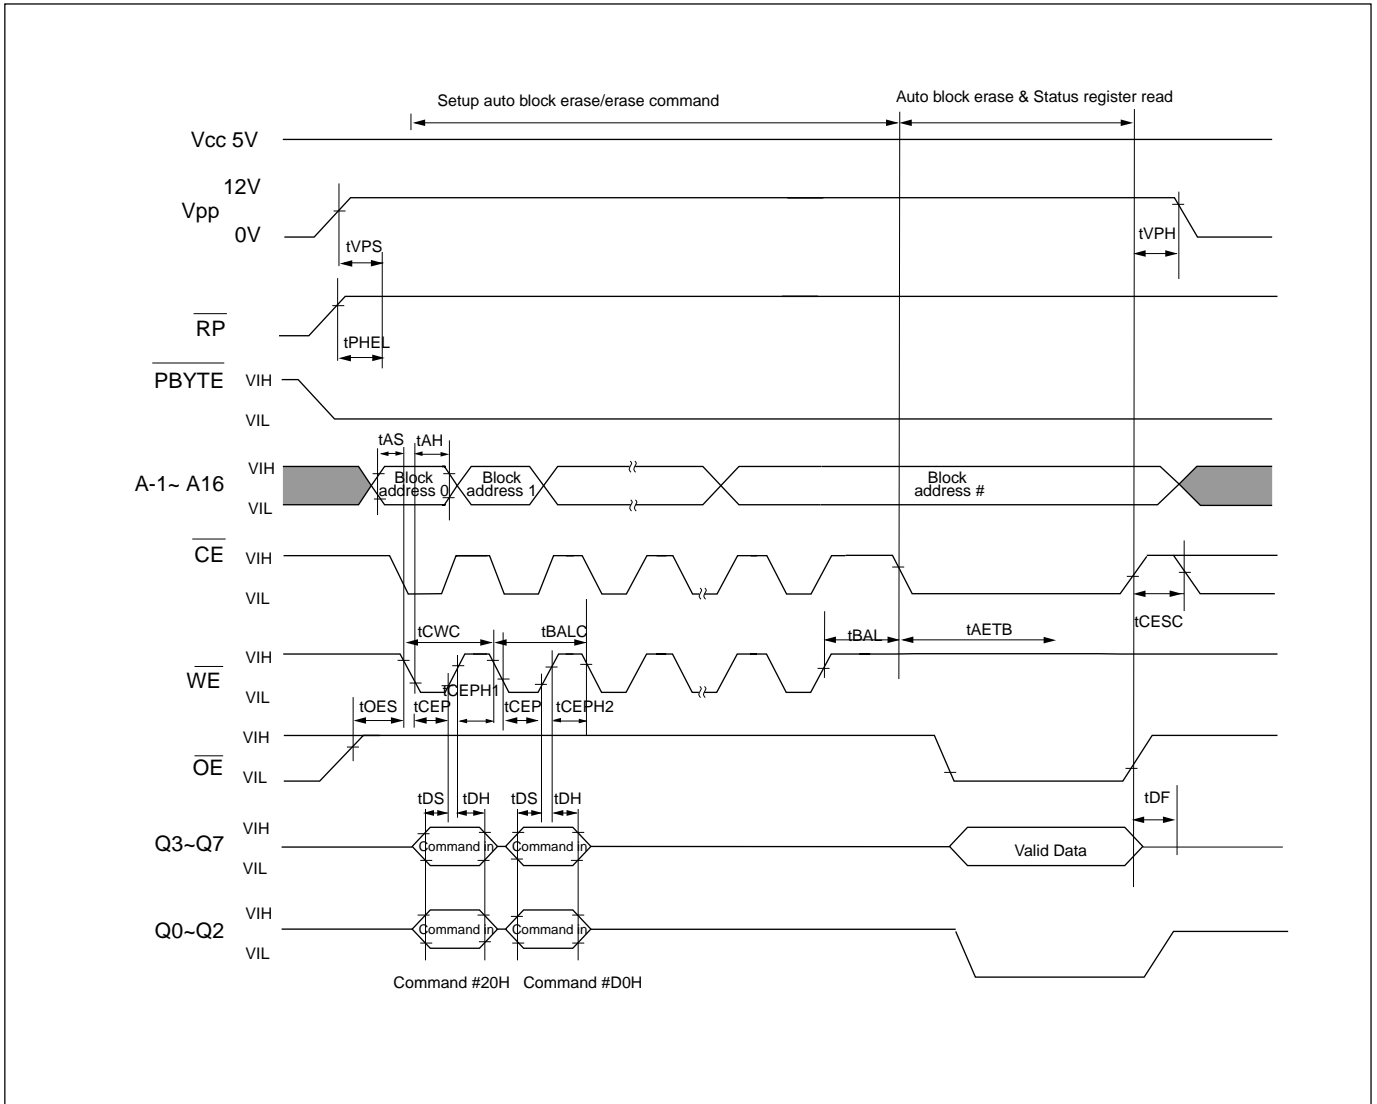 Setup auto block erase/erase command
Auto block erase & Status register read
Vcc 5V
12V
Vpp
0V
tVPS
tVPH
RP
tPHEL
PBYTE
VIH
VIL
tAS
tAH
A-1~ A16
VIH
VIL
Block
address 0
Block
address 1
Block
address #
CE
VIH
VIL
tCWC
tBALC
tBAL
tAETB
tCESC
WE
VIH
VIL
tOES
tCEP
tCEPH1
tCEP
tCEPH2
OE
VIH
VIL
tDS
tDH
tDS
tDH
tDF
Q3~Q7
VIH
VIL
Command in
Command in
Valid Data
Q0~Q2
VIH
VIL
Command in
Command in
Command #20H
Command #D0H